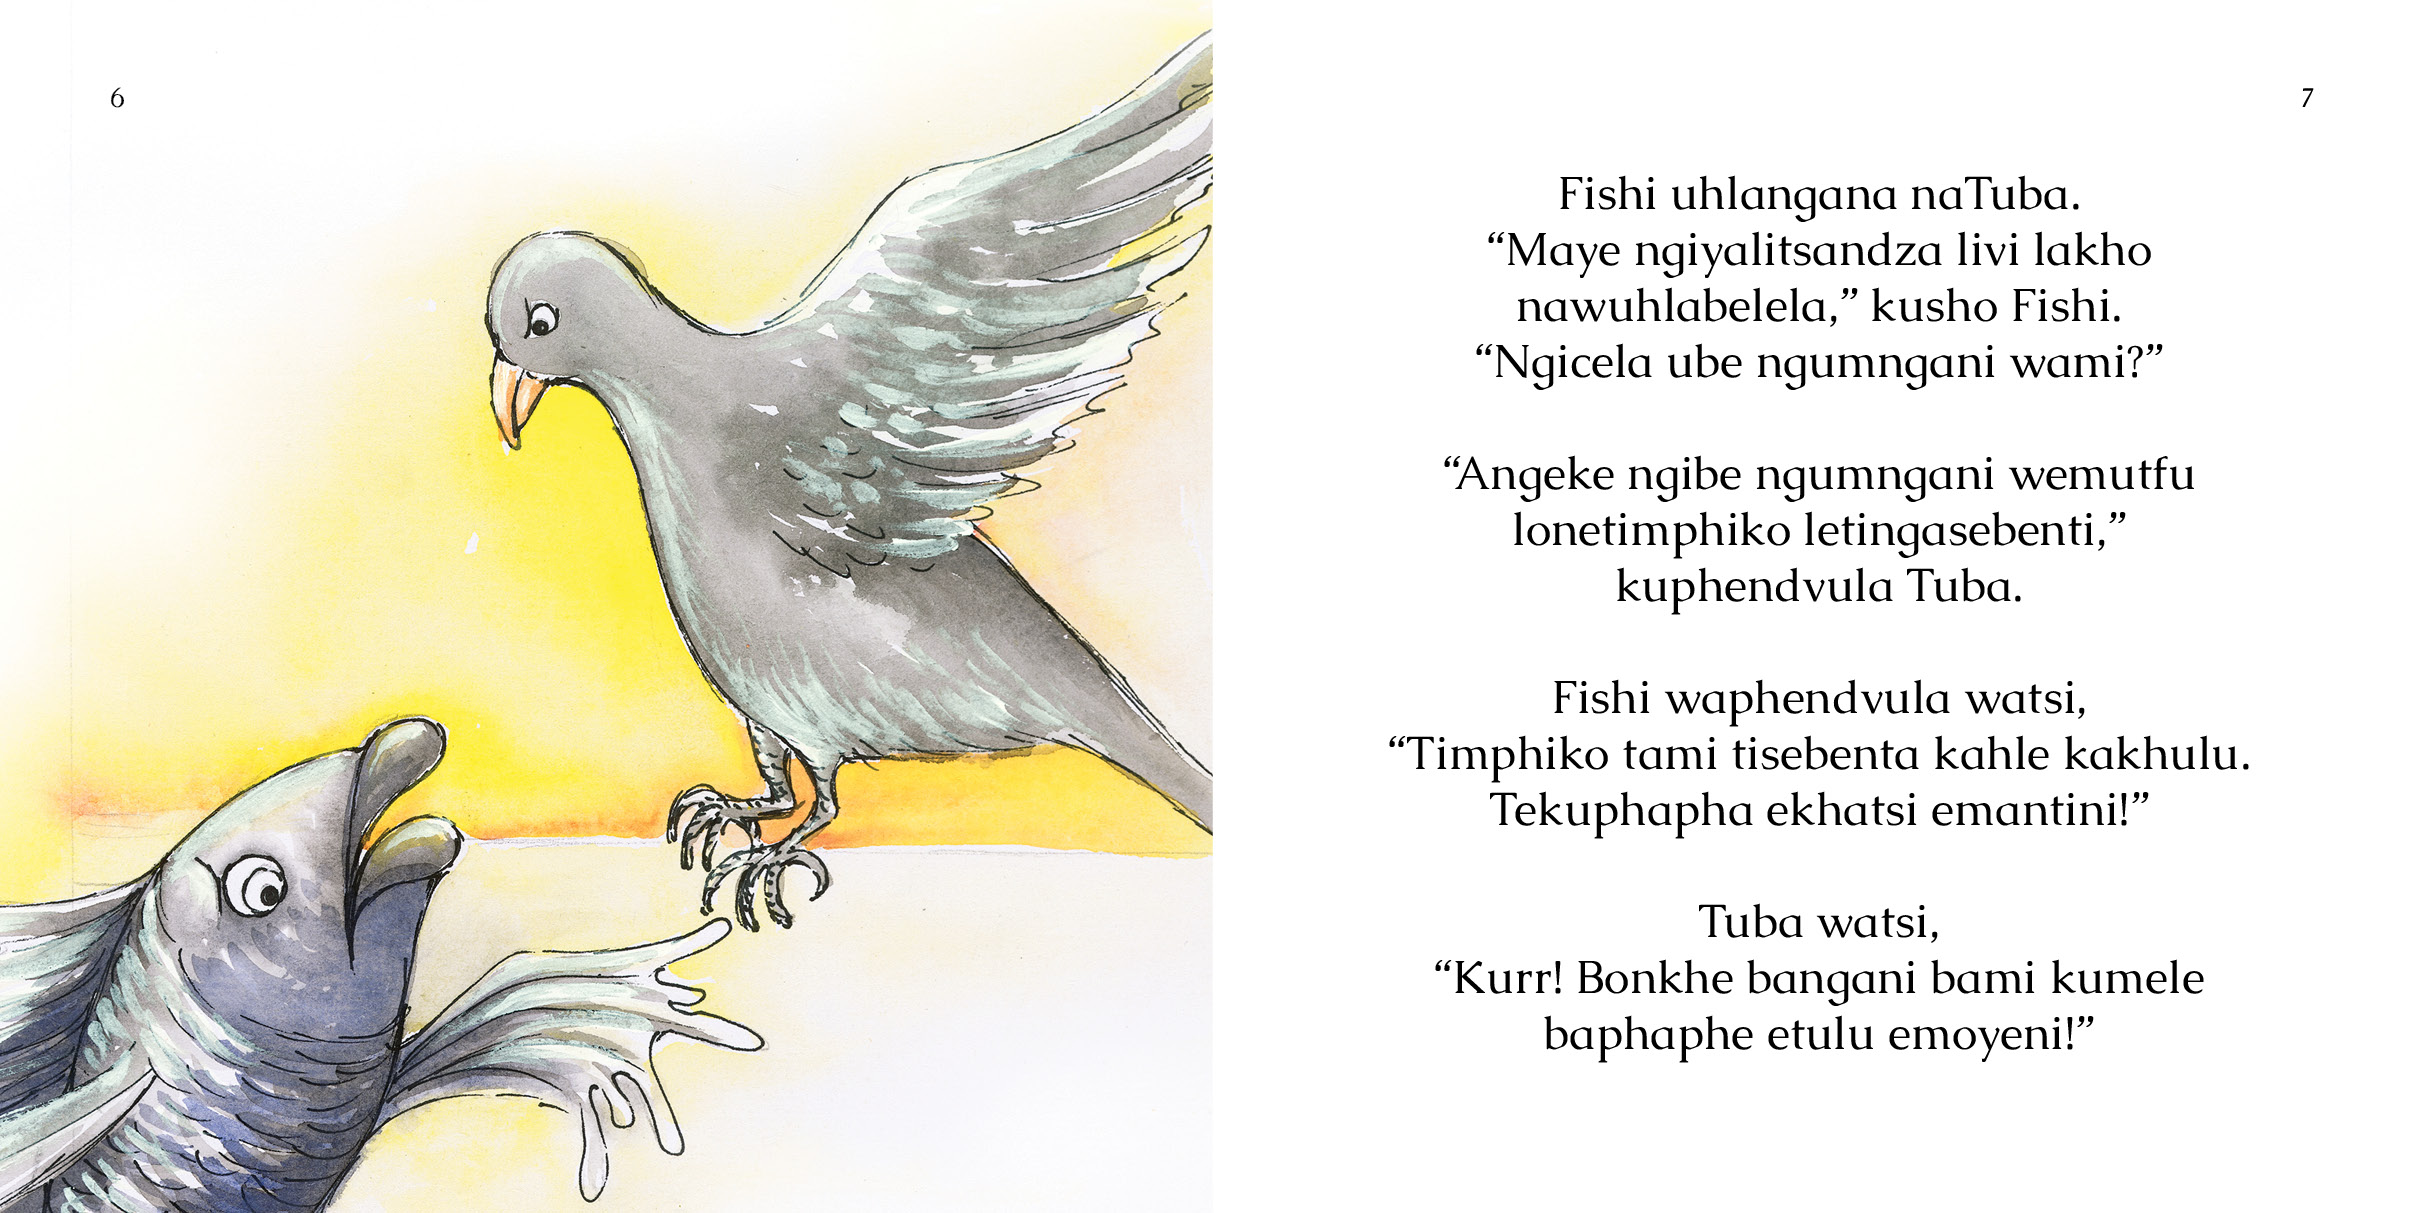 6
7
Fishi uhlangana naTuba.
“Maye ngiyalitsandza livi lakho
nawuhlabelela,” kusho Fishi.
“Ngicela ube ngumngani wami?”
“Angeke ngibe ngumngani wemutfu
lonetimphiko letingasebenti,”
kuphendvula Tuba.
Fishi waphendvula watsi,
“Timphiko tami tisebenta kahle kakhulu.
Tekuphapha ekhatsi emantini!”
Tuba watsi,
“Kurr! Bonkhe bangani bami kumele
baphaphe etulu emoyeni!”